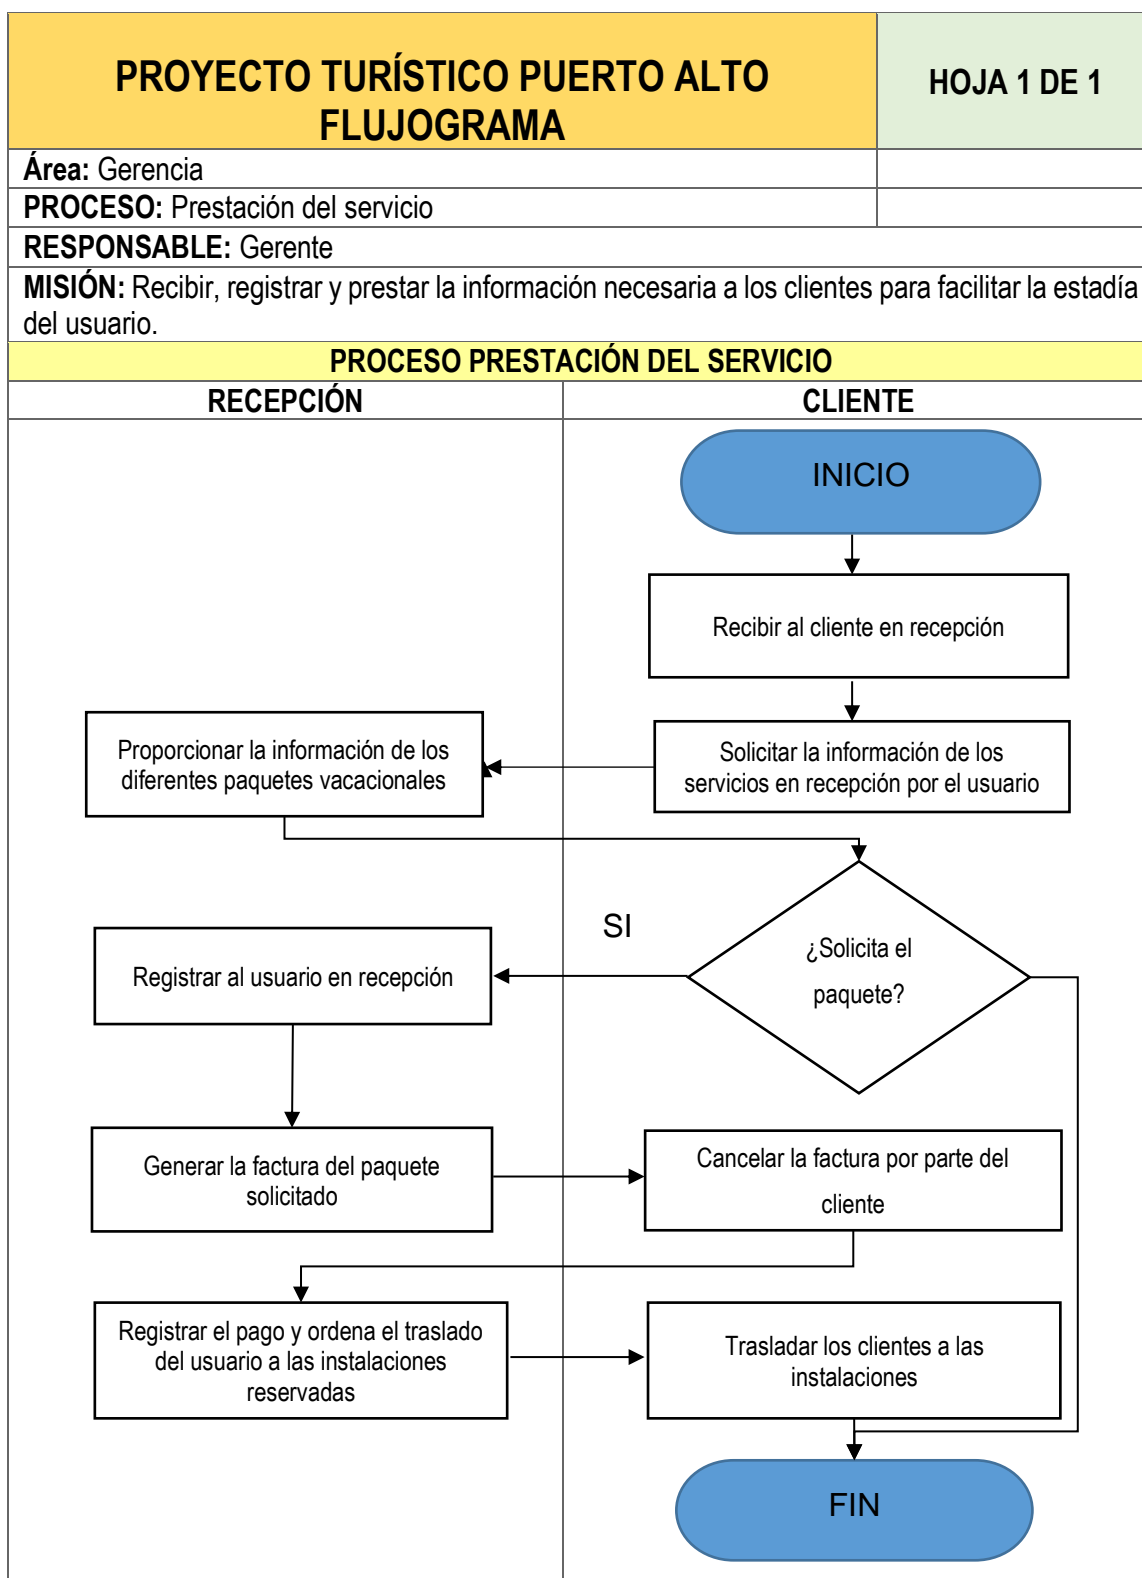 PROYECTO TURÍSTICO PUERTO ALTO
FLUJOGRAMA
HOJA 1 DE 1
Área: Gerencia
PROCESO: Prestación del servicio
RESPONSABLE: Gerente
MISIÓN: Recibir, registrar y prestar la información necesaria a los clientes para facilitar la estadía
del usuario.
PROCESO PRESTACIÓN DEL SERVICIO
RECEPCIÓN
CLIENTE
INICIO
Recibir al cliente en recepción
Solicitar la información de los
servicios en recepción por el usuario
Proporcionar la información de los
diferentes paquetes vacacionales
¿Solicita el
paquete?
SI
Registrar al usuario en recepción
Generar la factura del paquete
solicitado
Cancelar la factura por parte del
cliente
Registrar el pago y ordena el traslado
del usuario a las instalaciones
reservadas
Trasladar los clientes a las
instalaciones
FIN